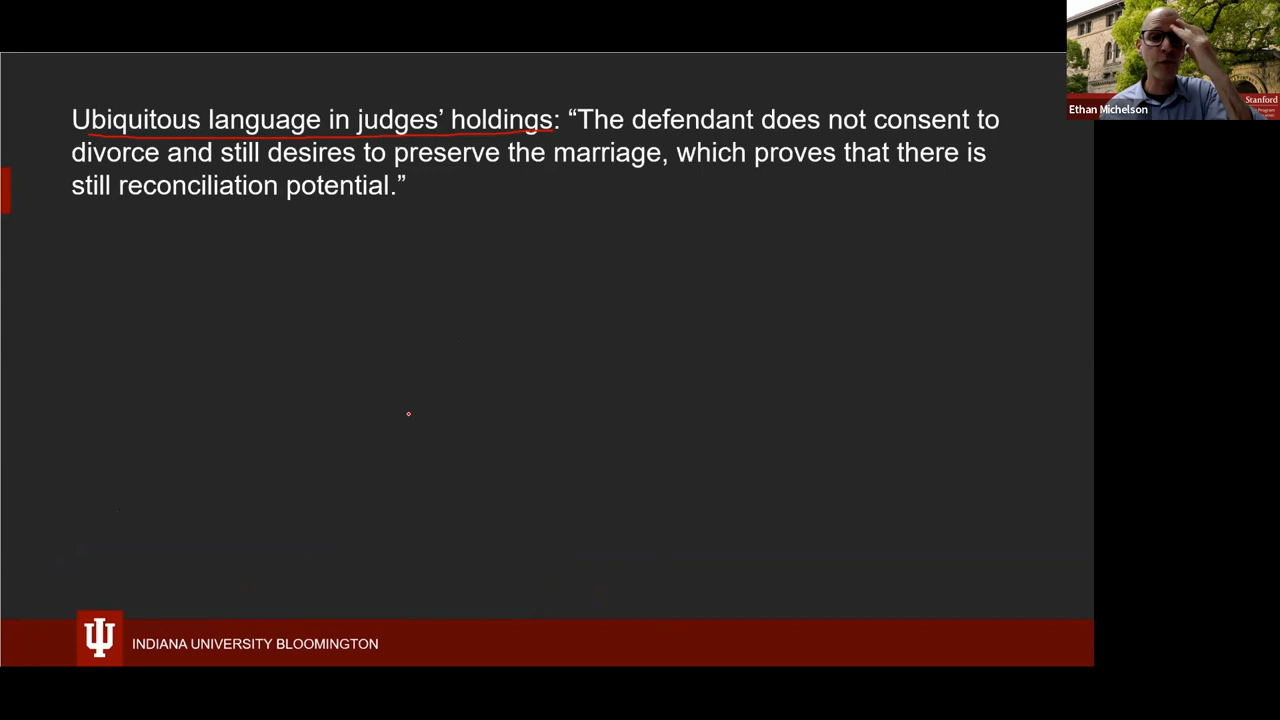 Ubiquitous language in judges’ holdings: “The defendant does not consent to
divorce and still desires to preserve the marriage, which proves that there is
still reconciliation potential.”
Ethan Michelson
Stanford
INDIANA UNIVERSITY BLOOMINGTON